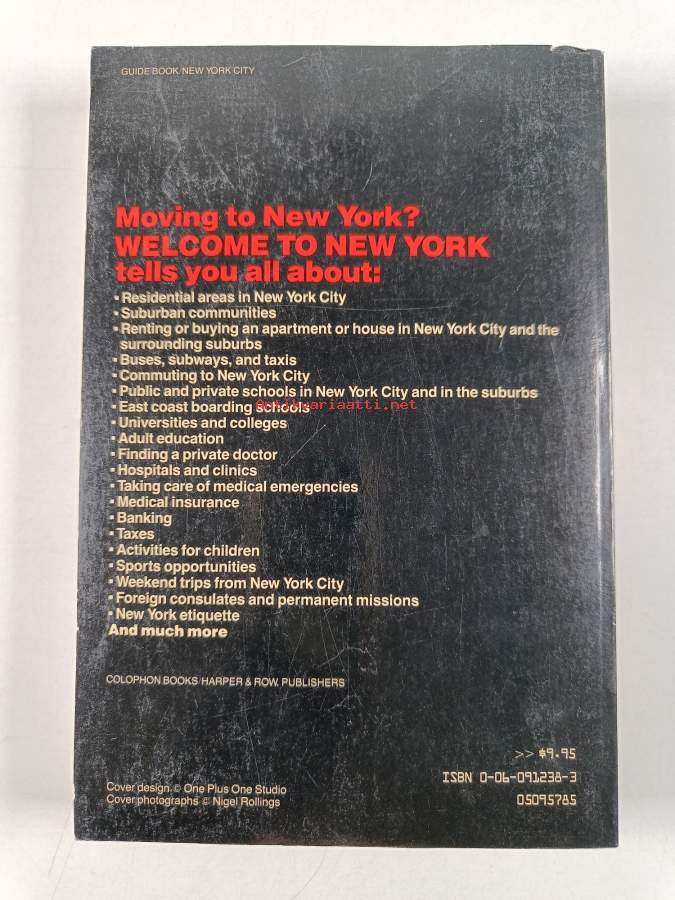 GUIDE BOOK/NEW YORK CITY
Moving to New York?
WELCOME TO NEW YORK
tells you all about:
▪ Residential areas in New York City
▪ Suburban communities
▪ Renting or buying an apartment or house in New York City and the
surrounding suburbs
▪ Buses, subways, and taxis
▪ Commuting to New York City
▪ Public and private schools in New York City and in the suburbs
▪ East coast boarding schools
antikvariaatti.net
▪ Universities and colleges
▪ Adult education
▪ Finding a private doctor
▪ Hospitals and clinics
▪ Taking care of medical emergencies
▪ Medical insurance
▪ Banking
▪ Taxes
▪ Activities for children
▪ Sports opportunities
▪ Weekend trips from New York City
▪ Foreign consulates and permanent missions
▪ New York etiquette
And much more
COLOPHON BOOKS/HARPER & ROW, PUBLISHERS
>> $9.95
ISBN 0-06-091238-3
05095785
Cover design © One Plus One Studio
Cover photographs © Nigel Rollings